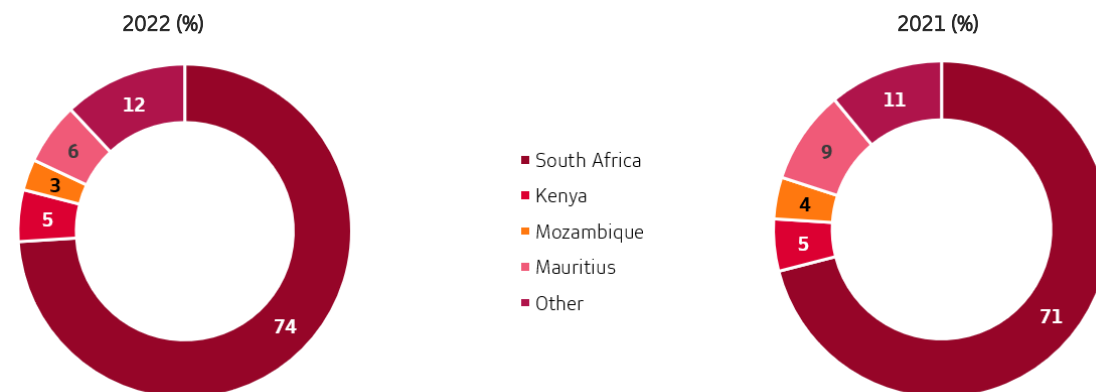 2022 (%)
12
6
3
5
74
South Africa
Kenya
Mozambique
Mauritius
Other
2021 (%)
11
9
4
5
71